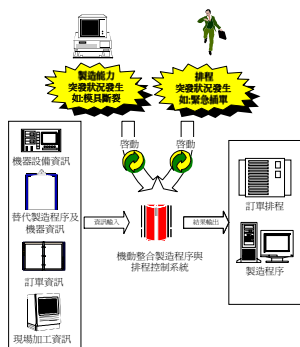 製造能力
突發狀況發生
如:模具斷裂
排程
突發狀況發生
如:緊急插單
啓動
啓動
機器設備資訊
替代製造程序及
機器資訊
訂單資訊
現場加工資訊
資訊輸入
機動整合製造程序與
排程控制系統
結果輸出
訂單排程
製造程序